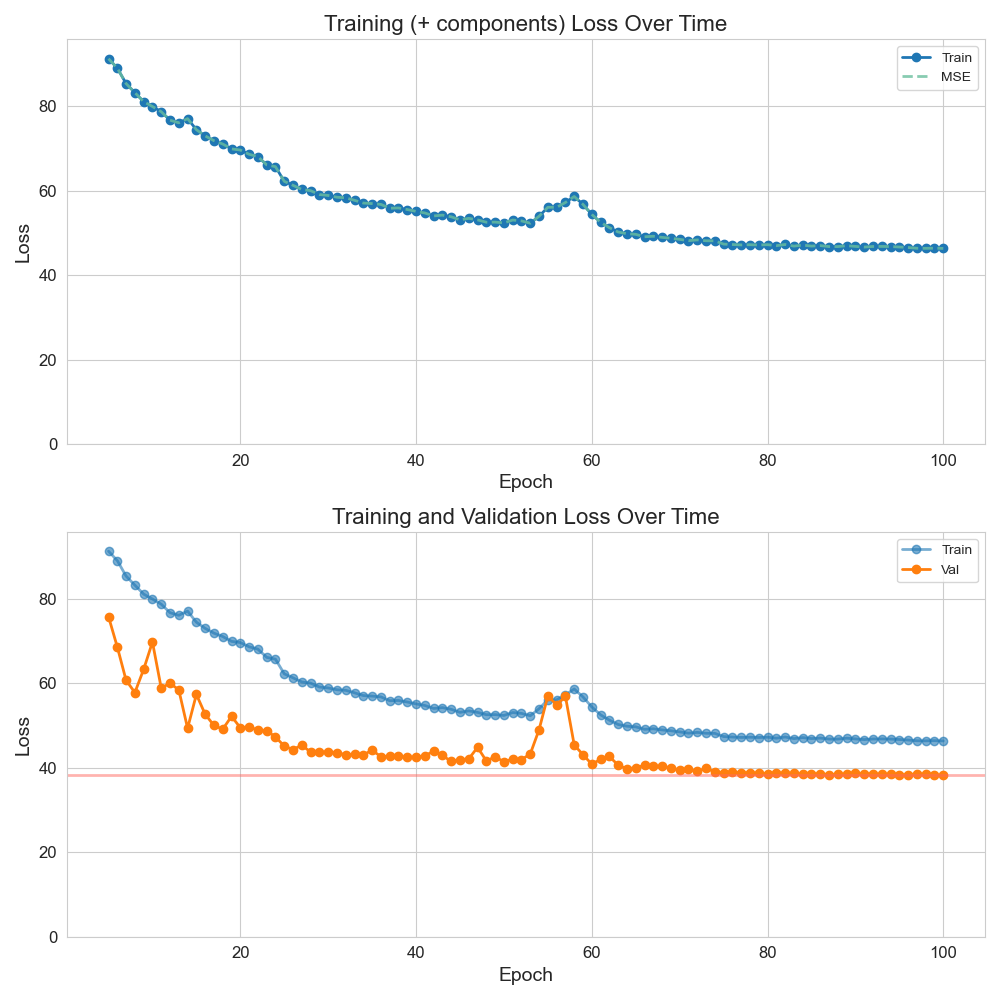 Training (+ components) Loss Over Time
Train
MSE
Loss
80
60
40
20
0
20 40 60 80 100
Epoch
Training and Validation Loss Over Time
Train
Val
Loss
80
60
40
20
0
20 40 60 80 100
Epoch